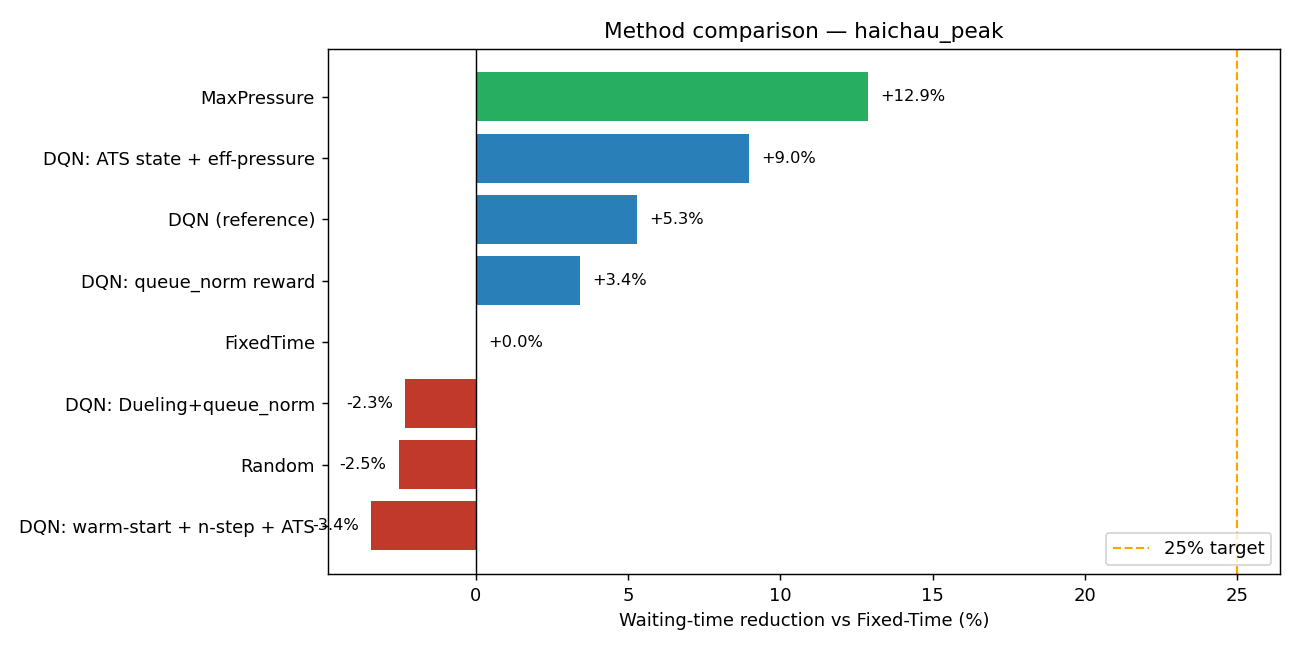 Method comparison — haichau_peak
MaxPressure
+12.9%
DQN: ATS state + eff-pressure
+9.0%
DQN (reference)
+5.3%
DQN: queue_norm reward
+3.4%
FixedTime
+0.0%
DQN: Dueling+queue_norm
-2.3%
Random
-2.5%
DQN: warm-start + n-step + ATS
-3.4%
25% target
0 5 10 15 20 25
Waiting-time reduction vs Fixed-Time (%)